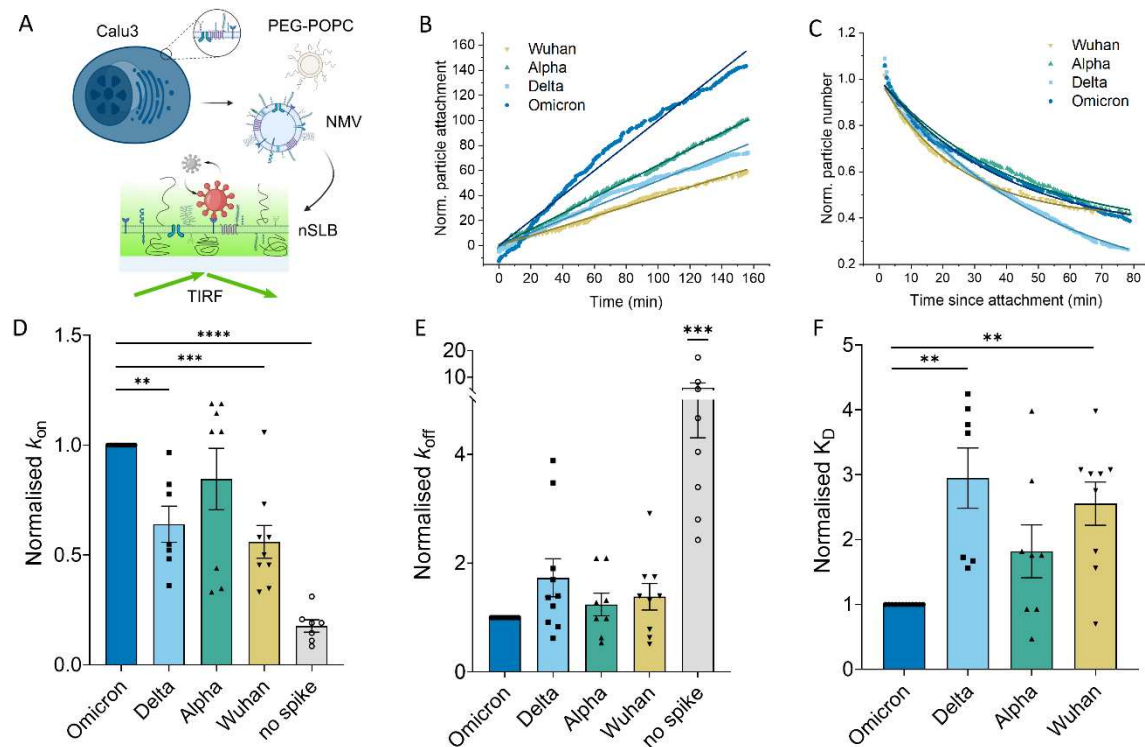 A
Calu3
PEG-POPC
NMV
nSLB
TIRF
B
Norm. particle attachment
160
140
120
100
80
60
40
20
0
Wuhan
Alpha
Delta
Omicron
0 20 40 60 80 100 120 140 160
Time (min)
C
Norm. particle number
1.2
1.0
0.8
0.6
0.4
0.2
Wuhan
Alpha
Delta
Omicron
0 10 20 30 40 50 60 70 80
Time since attachment (min)
D
Normalised kon
1.5
1.0
0.5
0.0
****
***
**
Omicron
Delta
Alpha
Wuhan
no spike
E
Normalised koff
20
10
4
2
0
***
Omicron
Delta
Alpha
Wuhan
no spike
F
Normalised KD
5
4
3
2
1
0
**
**
Omicron
Delta
Alpha
Wuhan